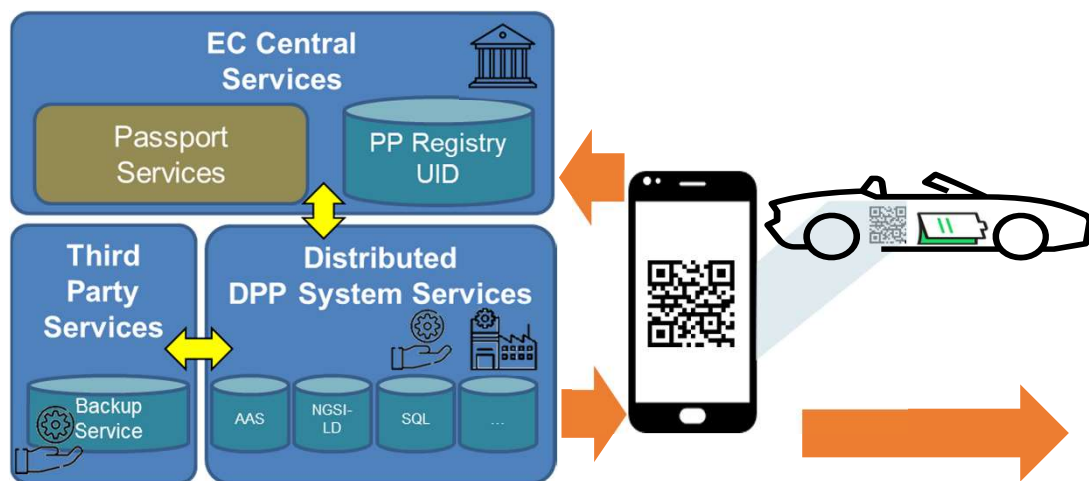 EC Central
Services
Passport
Services
PP Registry
UID
Third
Party
Services
Distributed
DPP System Services
Backup
Service
AAS
NGSI-
LD
SQL
...